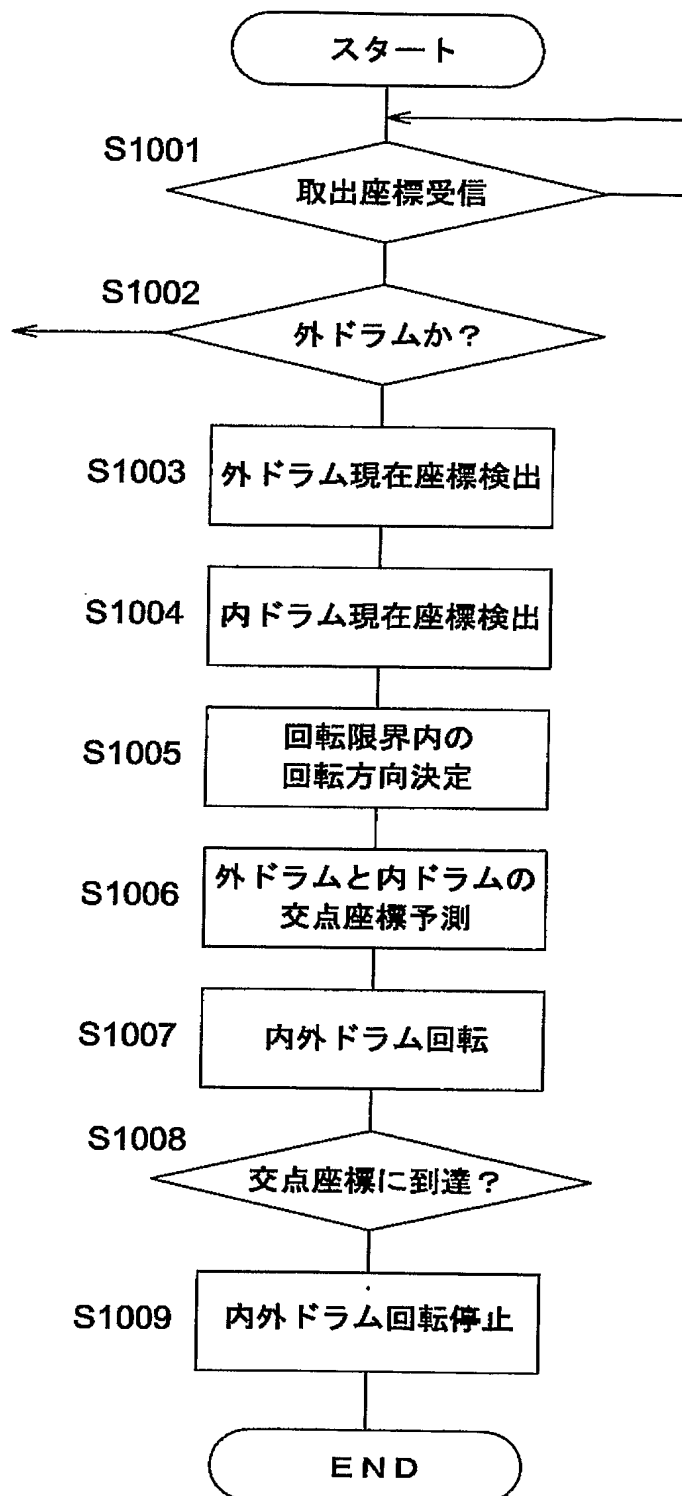 スタート
S1001
取出座標受信
S1002
外ドラムか？
S1003
外ドラム現在座標検出
S1004
内ドラム現在座標検出
S1005
回転限界内の
回転方向決定
S1006
外ドラムと内ドラムの
交点座標予測
S1007
内外ドラム回転
S1008
交点座標に到達？
S1009
内外ドラム回転停止
END